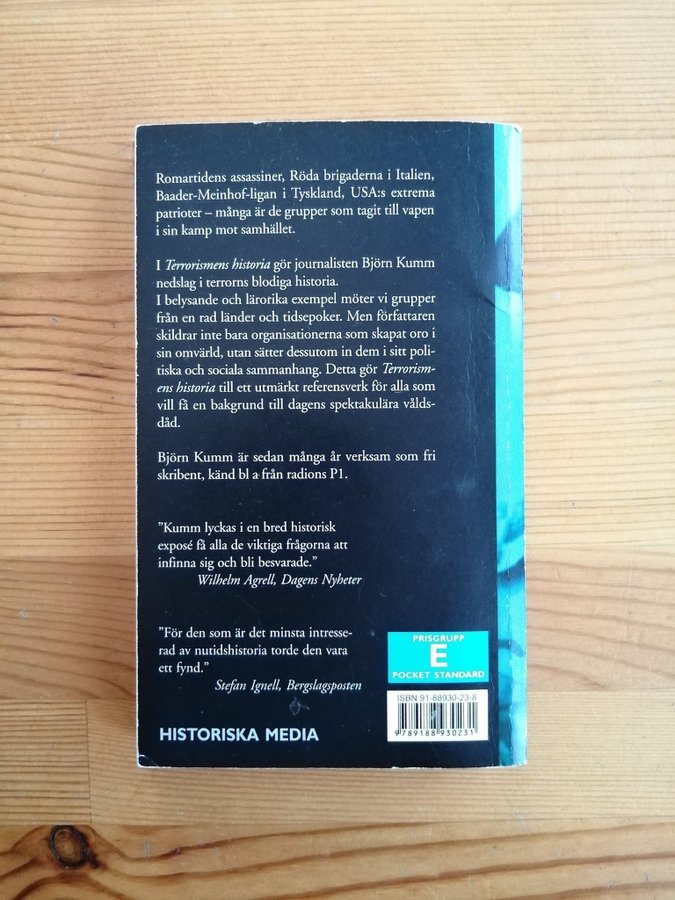 Romartidens assassiner, Röda brigaderna i Italien,
Baader-Meinhof-ligan i Tyskland, USA:s extrema
patrioter – många är de grupper som tagit till vapen
i sin kamp mot samhället.
I Terrorismens historia gör journalisten Björn Kumm
nedslag i terrorns blodiga historia.
I belysande och lärorika exempel möter vi grupper
från en rad länder och tidsepoker. Men författaren
skildrar inte bara organisationerna som skapat oro i
sin omvärld, utan sätter dessutom in dem i sitt poli-
tiska och sociala sammanhang. Detta gör Terrorism-
ens historia till ett utmärkt referensverk för alla som
vill få en bakgrund till dagens spektakulära vålds-
dåd.
Björn Kumm är sedan många år verksam som fri
skribent, känd bl a från radions P1.
”Kumm lyckas i en bred historisk
exposé få alla de viktiga frågorna att
infinna sig och bli besvarade.”
Wilhelm Agrell, Dagens Nyheter
”För den som är det minsta intresse-
rad av nutidshistoria torde den vara
ett fynd.”
Stefan Ignell, Bergslagsposten
HISTORISKA MEDIA
PRISGRUPP
E
POCKET STANDARD
ISBN 91-88930-23-8
9789188930231